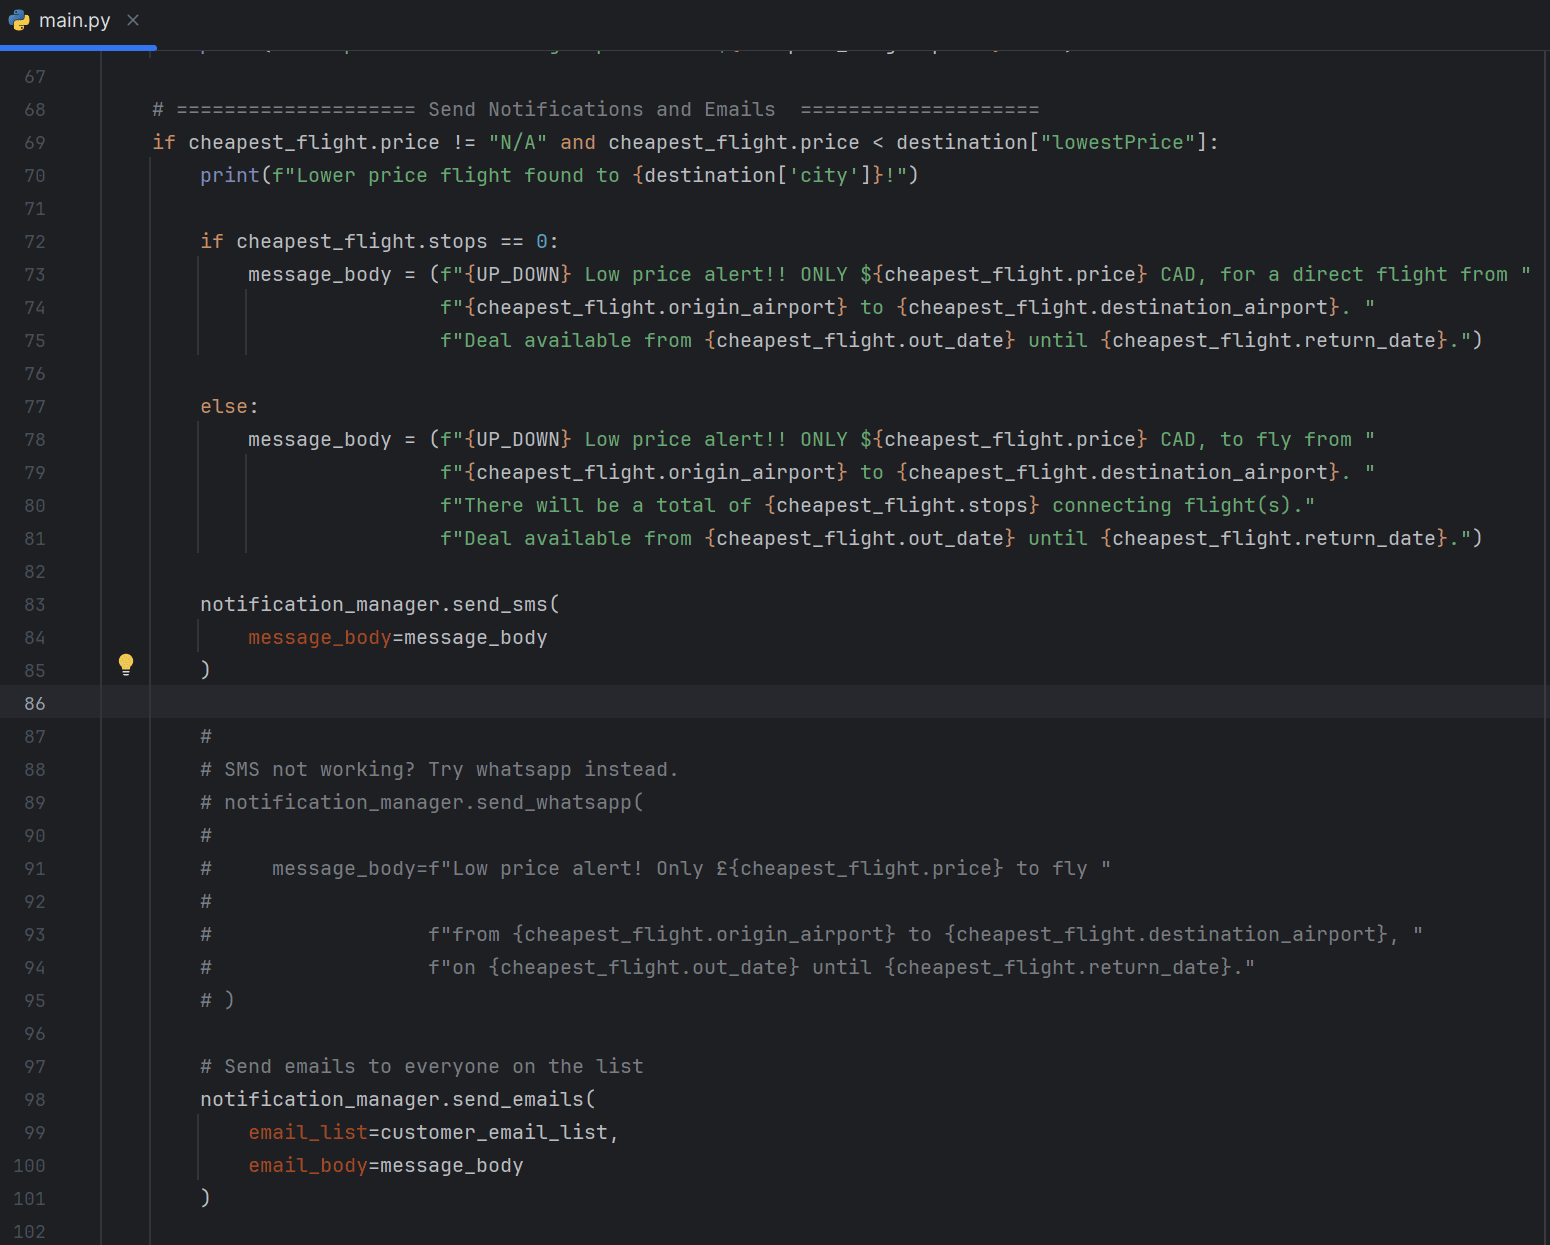 main.py
67
68 # ==================== Send Notifications and Emails  ====================
69 if cheapest_flight.price != "N/A" and cheapest_flight.price < destination["lowestPrice"]:
70     print(f"Lower price flight found to {destination['city']}!")
71
72     if cheapest_flight.stops == 0:
73         message_body = (f"{UP_DOWN} Low price alert!! ONLY ${cheapest_flight.price} CAD, for a direct flight from "
74                         f"{cheapest_flight.origin_airport} to {cheapest_flight.destination_airport}. "
75                         f"Deal available from {cheapest_flight.out_date} until {cheapest_flight.return_date}.")
76
77     else:
78         message_body = (f"{UP_DOWN} Low price alert!! ONLY ${cheapest_flight.price} CAD, to fly from "
79                         f"{cheapest_flight.origin_airport} to {cheapest_flight.destination_airport}. "
80                         f"There will be a total of {cheapest_flight.stops} connecting flight(s)."
81                         f"Deal available from {cheapest_flight.out_date} until {cheapest_flight.return_date}.")
82
83     notification_manager.send_sms(
84         message_body=message_body
85     )
86
87     #
88     # SMS not working? Try whatsapp instead.
89     # notification_manager.send_whatsapp(
90     #
91     #     message_body=f"Low price alert! Only £{cheapest_flight.price} to fly "
92     #
93     #                  f"from {cheapest_flight.origin_airport} to {cheapest_flight.destination_airport}, "
94     #                  f"on {cheapest_flight.out_date} until {cheapest_flight.return_date}."
95     # )
96
97     # Send emails to everyone on the list
98     notification_manager.send_emails(
99         email_list=customer_email_list,
100         email_body=message_body
101     )
102